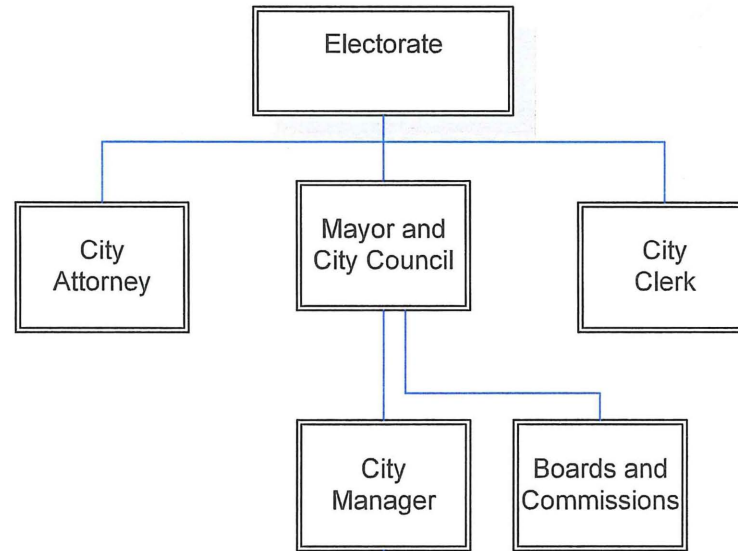 Electorate
City
Attorney
Mayor and
City Council
City
Clerk
City
Manager
Boards and
Commissions